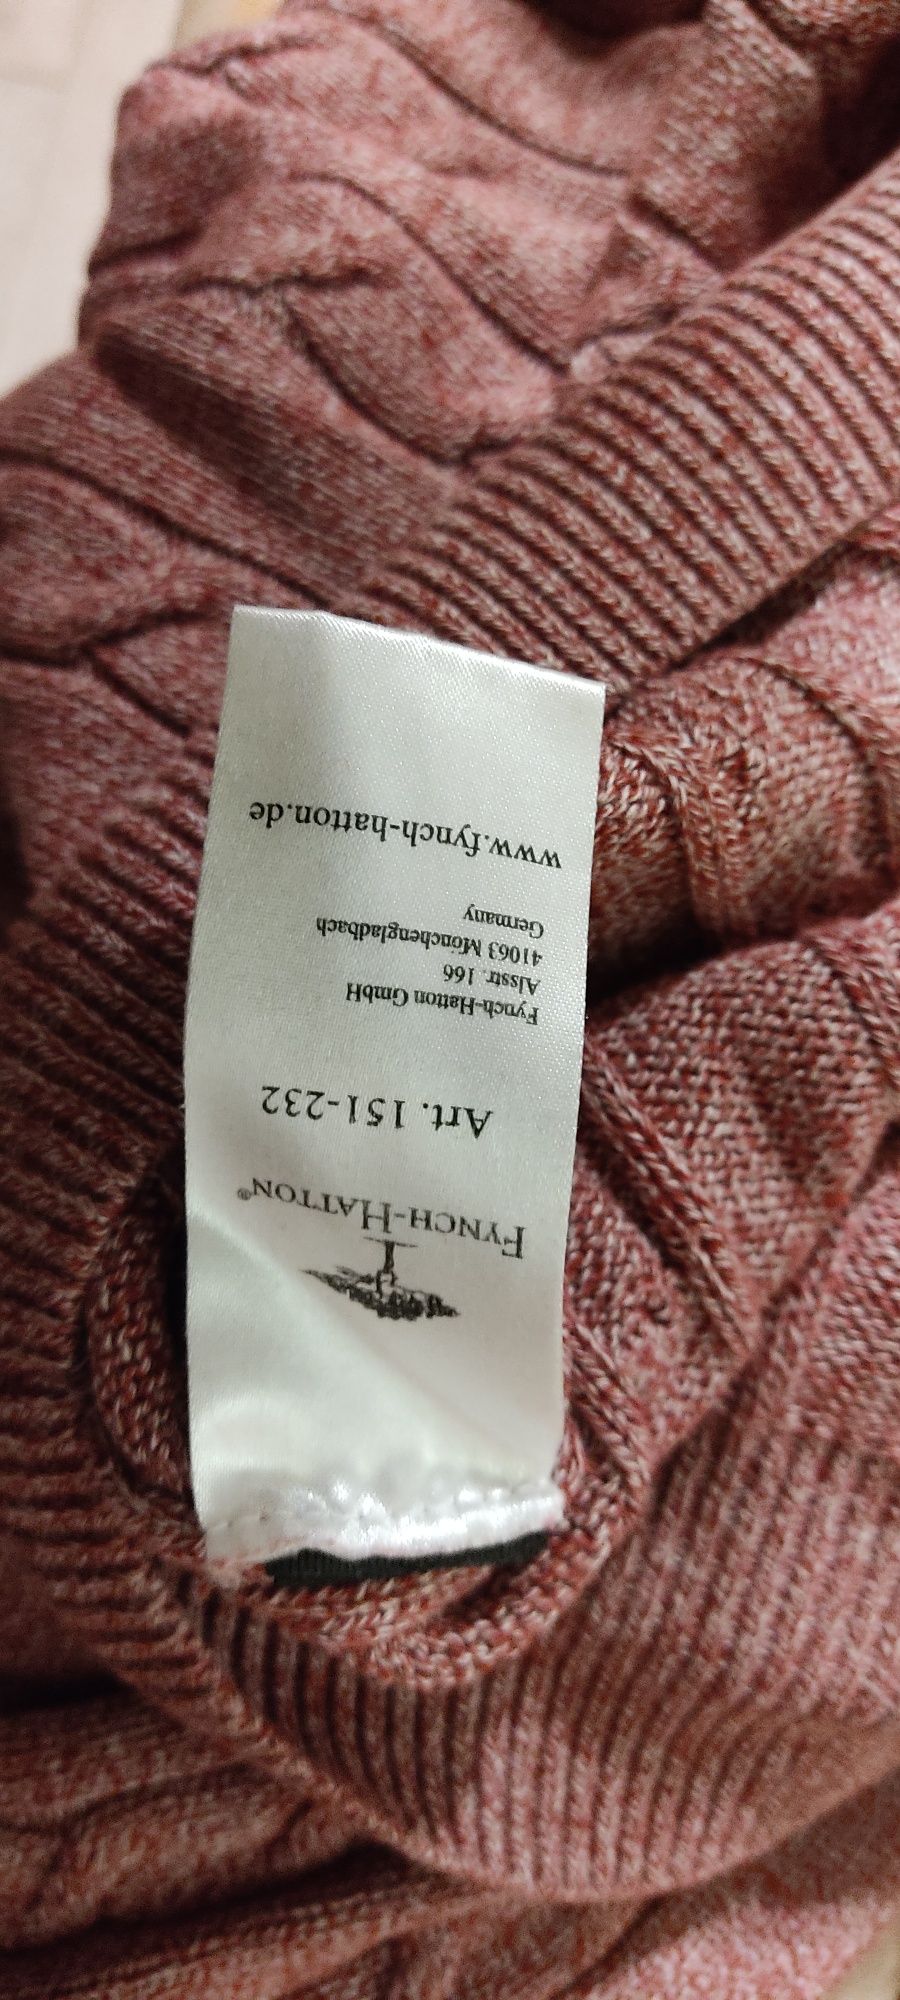 FYNCH-HATTON®
Art. 151-232
Fynch-Hatton GmbH
Alsstr. 166
41063 Mönchengladbach
Germany
www.fynch-hatton.de